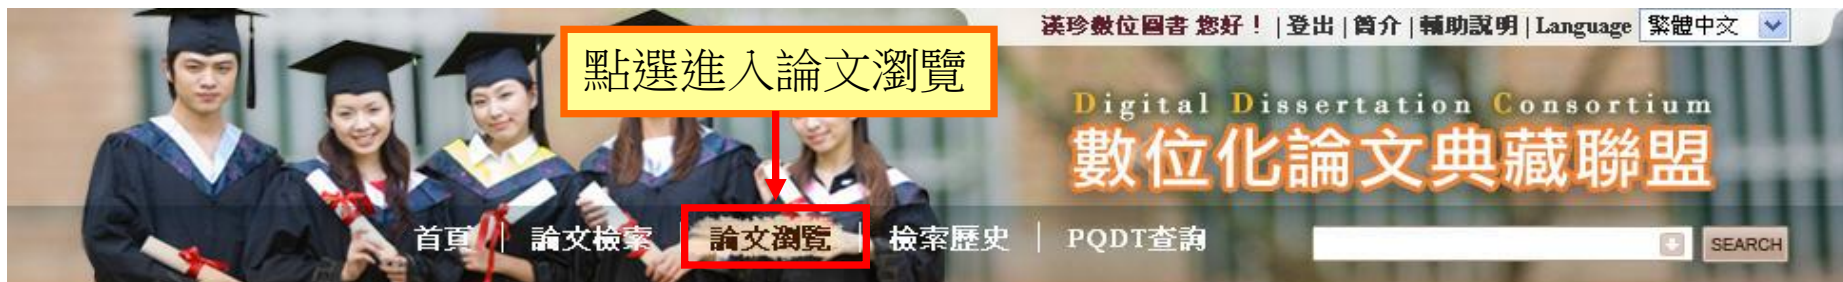 漢珍數位圖書 您好！ | 登出 | 簡介 | 輔助說明 | Language 繁體中文
點選進入論文瀏覽
Digital Dissertation Consortium
數位化論文典藏聯盟
首頁 | 論文檢索 | 論文瀏覽 | 檢索歷史 | PQDT查詢
SEARCH